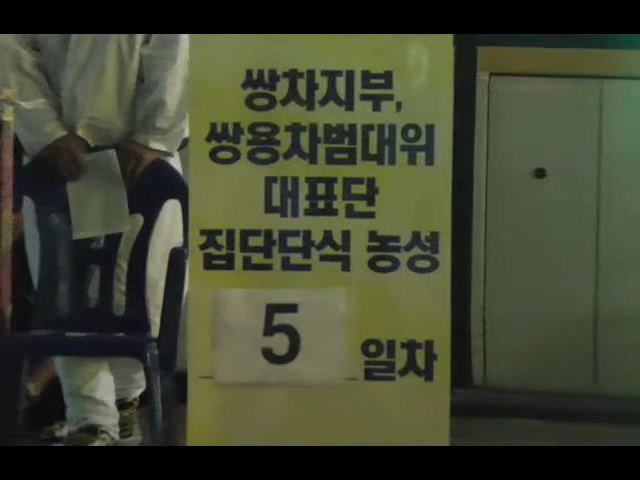 쌍차지부,
쌍용차범대위
대표단
집단단식 농성
5 일차